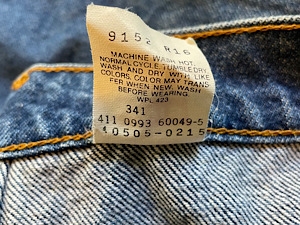 9152 R16
MACHINE WASH HOT,
NORMAL CYCLE, TUMBLE DRY
WASH AND DRY WITH LIKE
COLORS. COLOR MAY TRANS
FER WHEN NEW. WASH
BEFORE WEARING
WPL 423
341
411 0993 60049-5
40505-0215